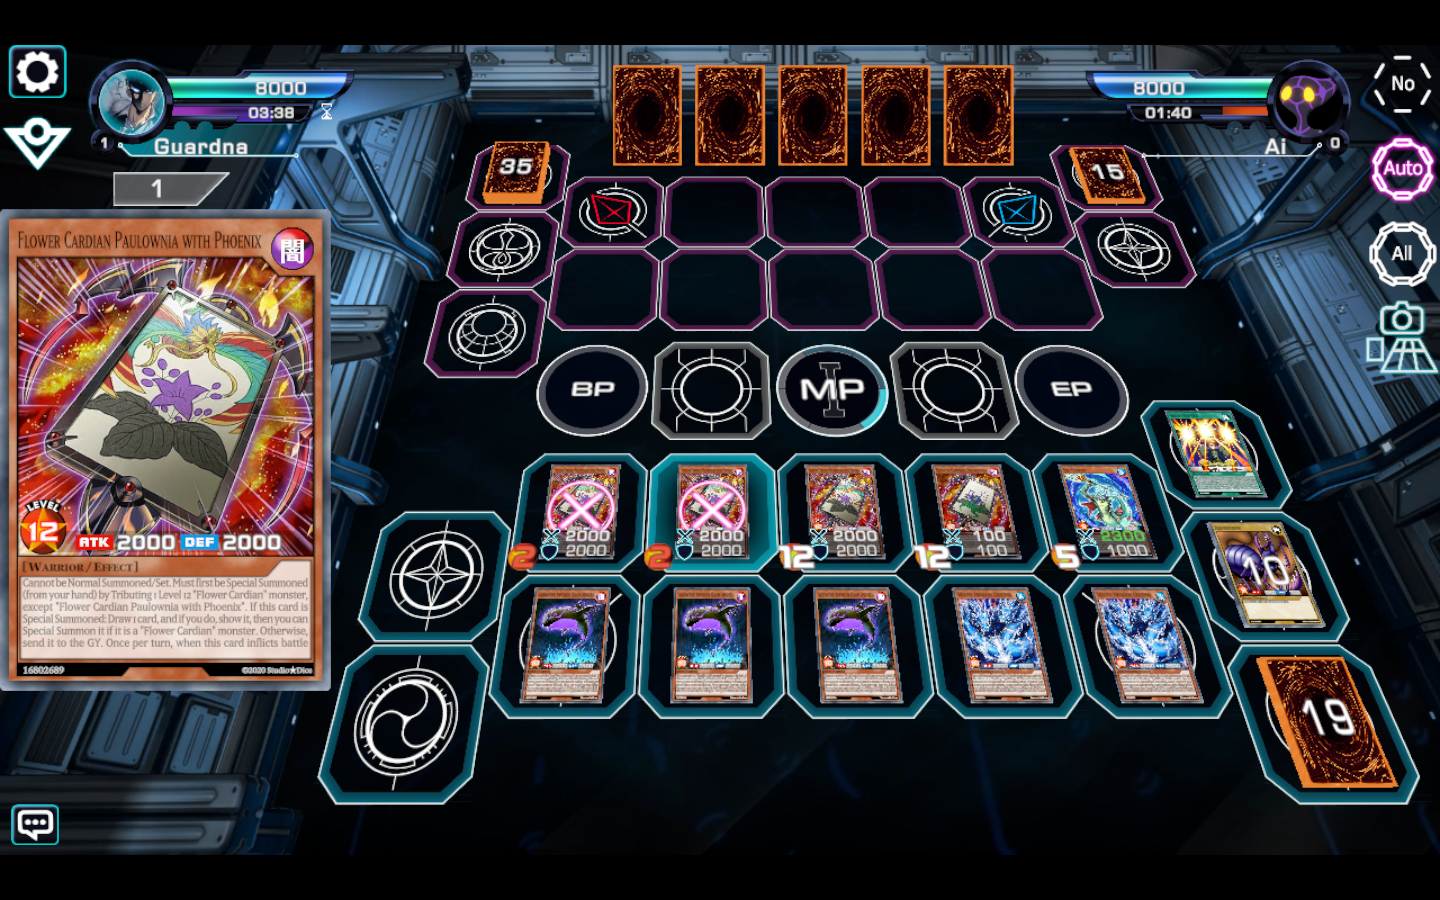 8000
03:38
1
Guardna
1
35
8000
01:40
Ai
0
15
No
Auto
All
FLOWER CARDIAN PAULOWNIA WITH PHOENIX
闇
LEVEL
12
ATK 2000 DEF 2000
[WARRIOR / EFFECT]
Cannot be Normal Summoned/Set. Must first be Special Summoned
(from your hand) by Tributing 1 Level 12 "Flower Cardian" monster,
except "Flower Cardian Paulownia with Phoenix". If this card is
Special Summoned: Draw 1 card, and if you do, show it, then you can
Special Summon it if it is a "Flower Cardian" monster. Otherwise,
send it to the GY. Once per turn, when this card inflicts battle
16802689
©2020 Studio★Dice
BP
MP
I
EP
2
2000
2000
2
2000
2000
12
2000
2000
12
100
100
5
2300
1000
10
19